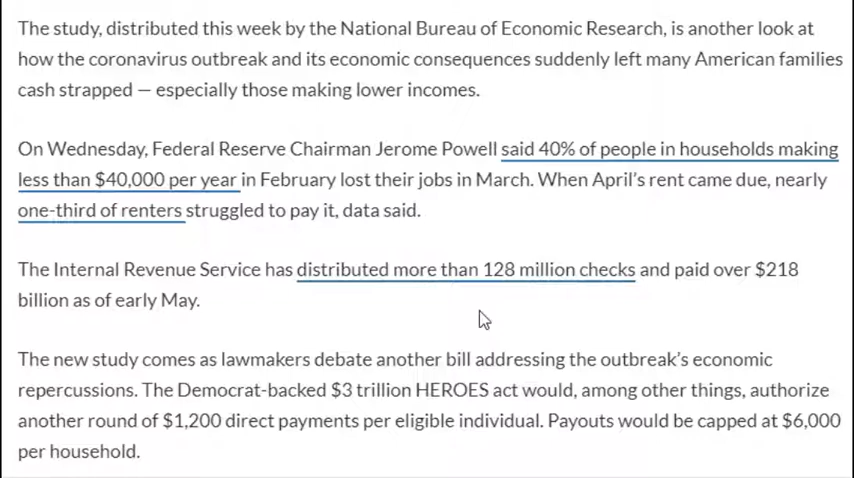 The study, distributed this week by the National Bureau of Economic Research, is another look at
how the coronavirus outbreak and its economic consequences suddenly left many American families
cash strapped — especially those making lower incomes.
On Wednesday, Federal Reserve Chairman Jerome Powell said 40% of people in households making
less than $40,000 per year in February lost their jobs in March. When April's rent came due, nearly
one-third of renters struggled to pay it, data said.
The Internal Revenue Service has distributed more than 128 million checks and paid over $218
billion as of early May.
The new study comes as lawmakers debate another bill addressing the outbreak's economic
repercussions. The Democrat-backed $3 trillion HEROES act would, among other things, authorize
another round of $1,200 direct payments per eligible individual. Payouts would be capped at $6,000
per household.